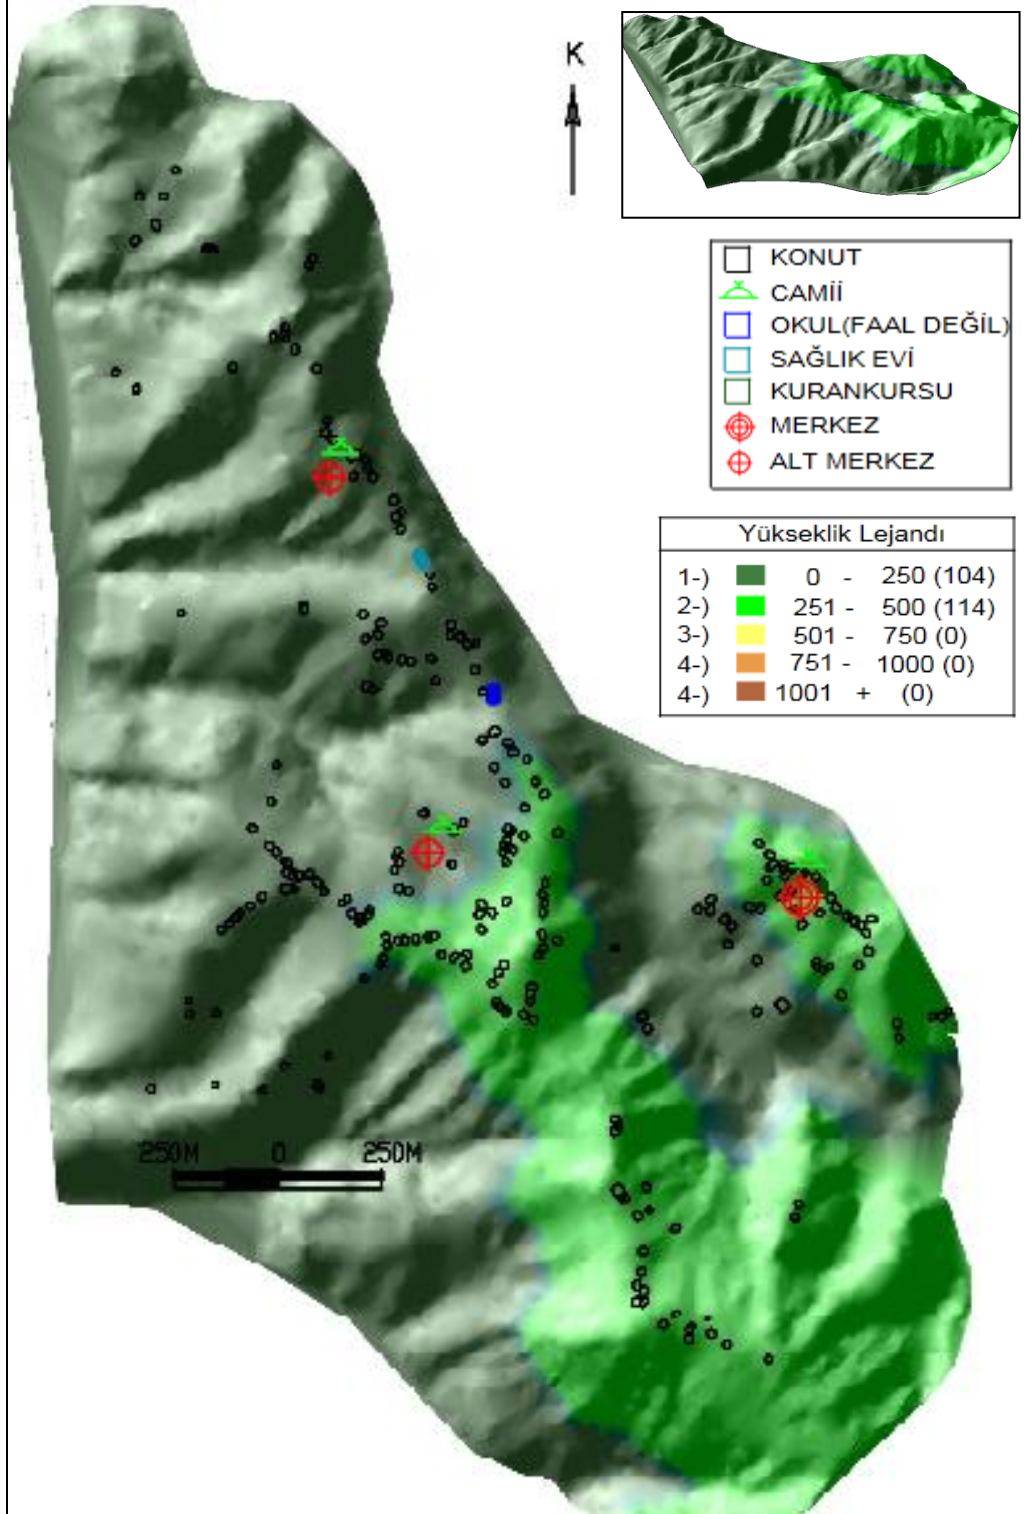 K
KONUT
CAMİİ
OKUL(FAAL DEĞİL)
SAĞLIK EVİ
KURANKURSU
MERKEZ
ALT MERKEZ
Yükseklik Lejandı
1-) 0 - 250 (104)
2-) 251 - 500 (114)
3-) 501 - 750 (0)
4-) 751 - 1000 (0)
4-) 1001 + (0)
250M 0 250M